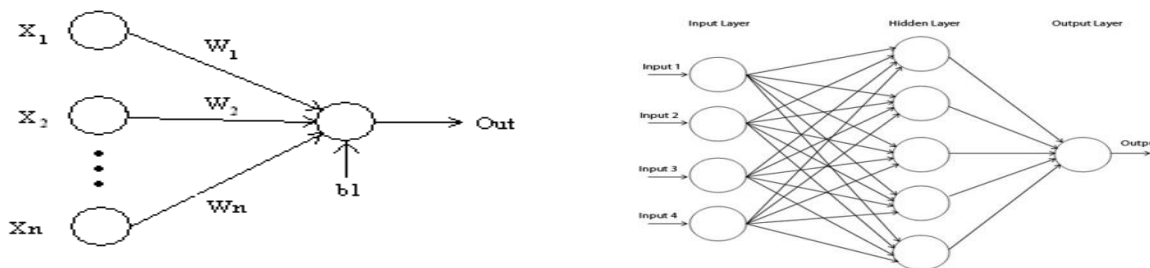 X1
W1
X2
W2
Out
b1
Wn
Xn
Input Layer
Hidden Layer
Output Layer
Input 1
Input 2
Input 3
Input 4
Output